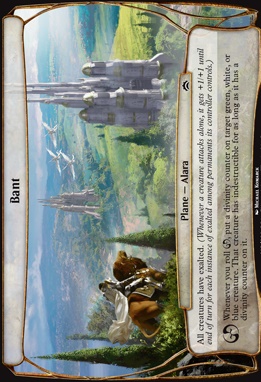 Bant
Plane — Alara
All creatures have exalted. (Whenever a creature attacks alone, it gets +1/+1 until
end of turn for each instance of exalted among permanents its controller controls.)
Whenever you roll, put a divinity counter on target green, white, or
blue creature. That creature has indestructible for as long as it has a
divinity counter on it.